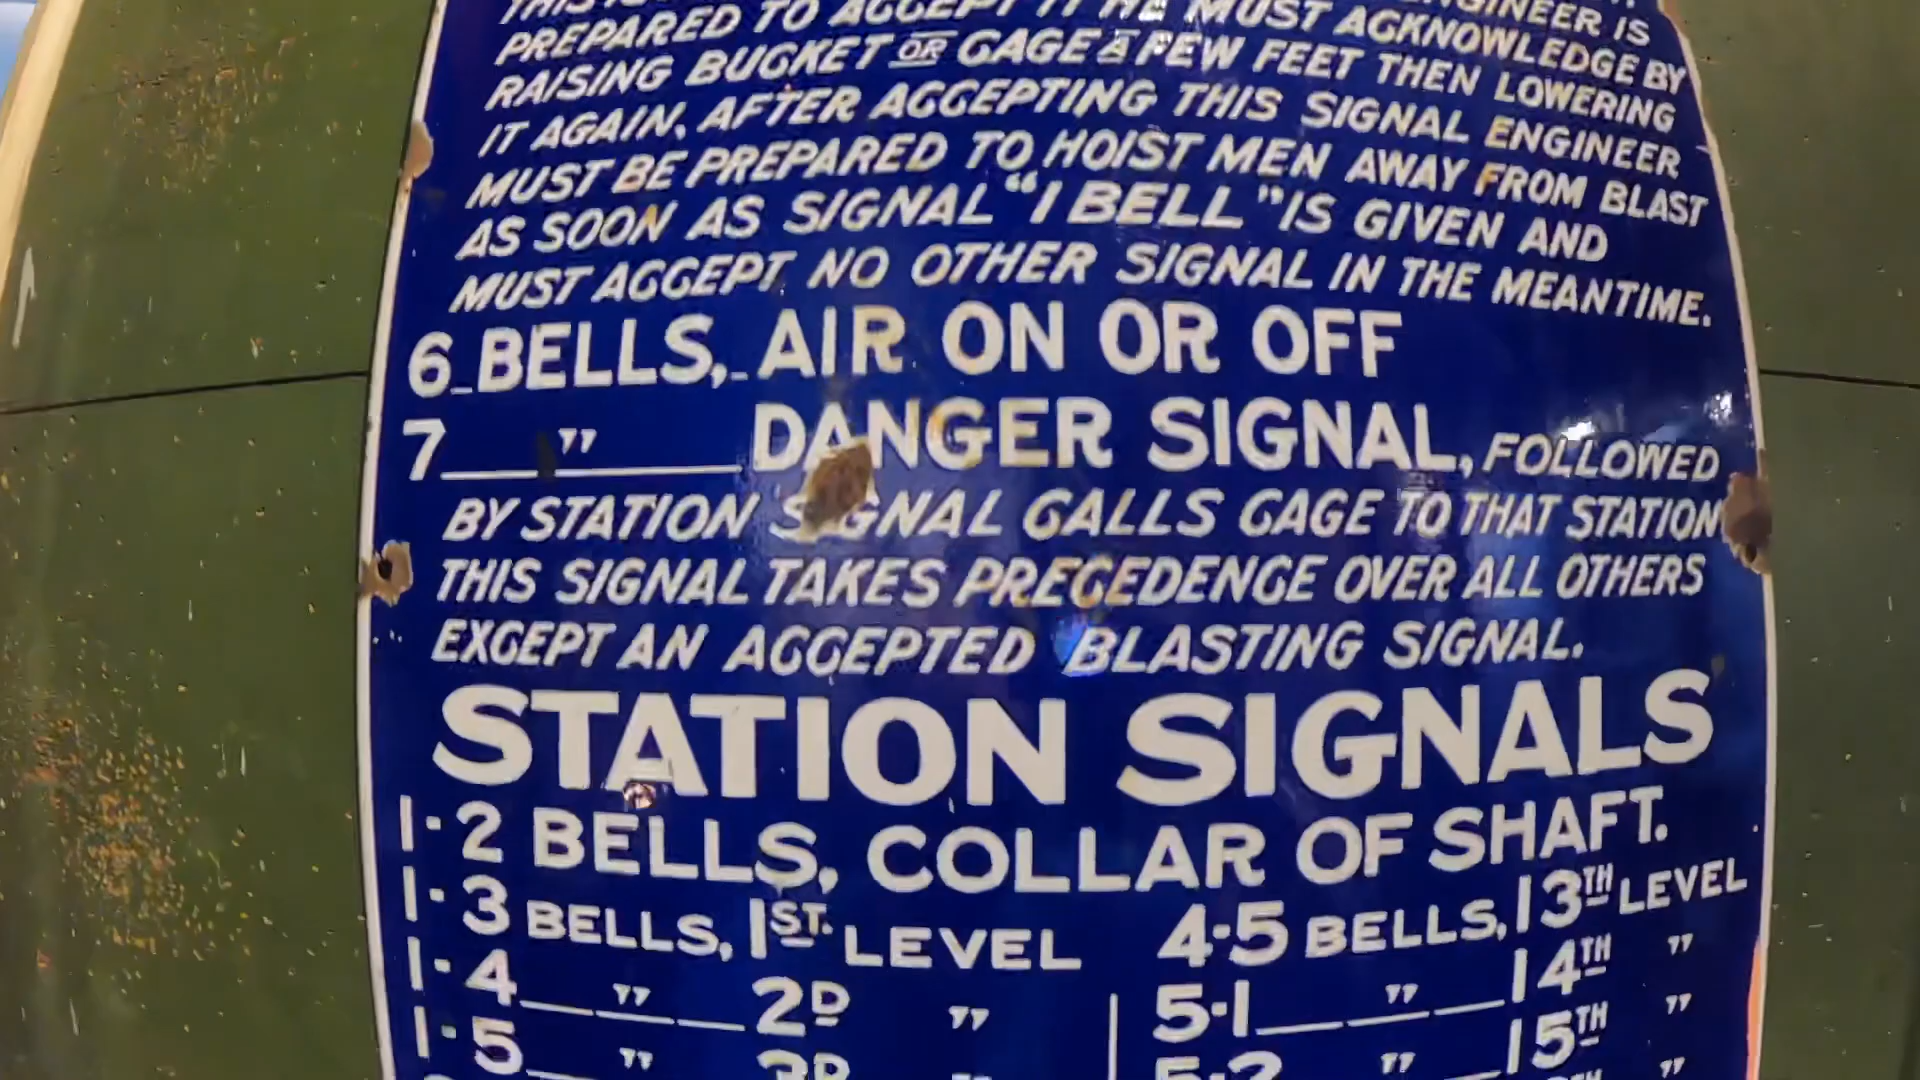 ENGINEER IS
PREPARED TO ACCEPT IT HE MUST ACKNOWLEDGE BY
RAISING BUCKET OR CAGE A FEW FEET THEN LOWERING
IT AGAIN. AFTER ACCEPTING THIS SIGNAL ENGINEER
MUST BE PREPARED TO HOIST MEN AWAY FROM BLAST
AS SOON AS SIGNAL "1 BELL" IS GIVEN AND
MUST ACCEPT NO OTHER SIGNAL IN THE MEANTIME.
6 BELLS, AIR ON OR OFF
7 " DANGER SIGNAL, FOLLOWED
BY STATION SIGNAL CALLS CAGE TO THAT STATION
THIS SIGNAL TAKES PRECEDENCE OVER ALL OTHERS
EXCEPT AN ACCEPTED BLASTING SIGNAL.
STATION SIGNALS
1-2 BELLS, COLLAR OF SHAFT.
1-3 BELLS, 1ST. LEVEL 4-5 BELLS, 13TH LEVEL
1-4 " 2D " 5-1 " 14TH "
1-5 " 3D " 5-2 " 15TH "